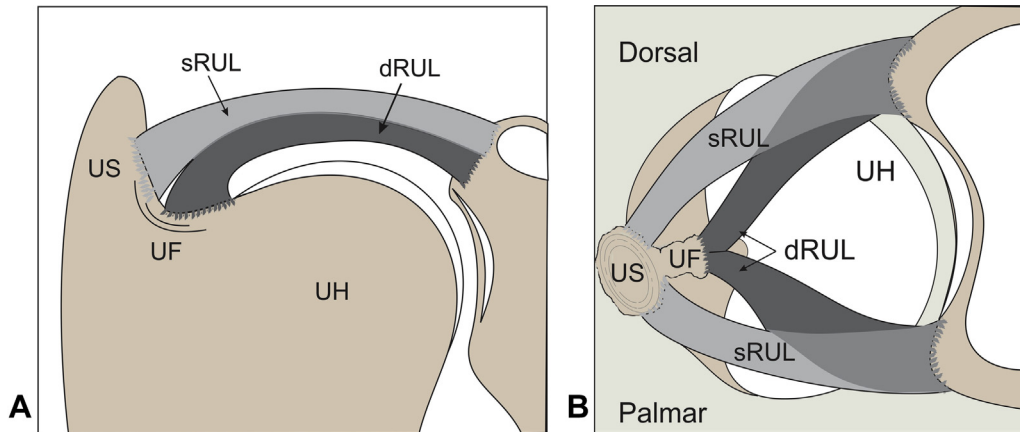 sRUL
dRUL
US
UF
UH
A
Dorsal
sRUL
UH
US
UF
dRUL
sRUL
Palmar
B